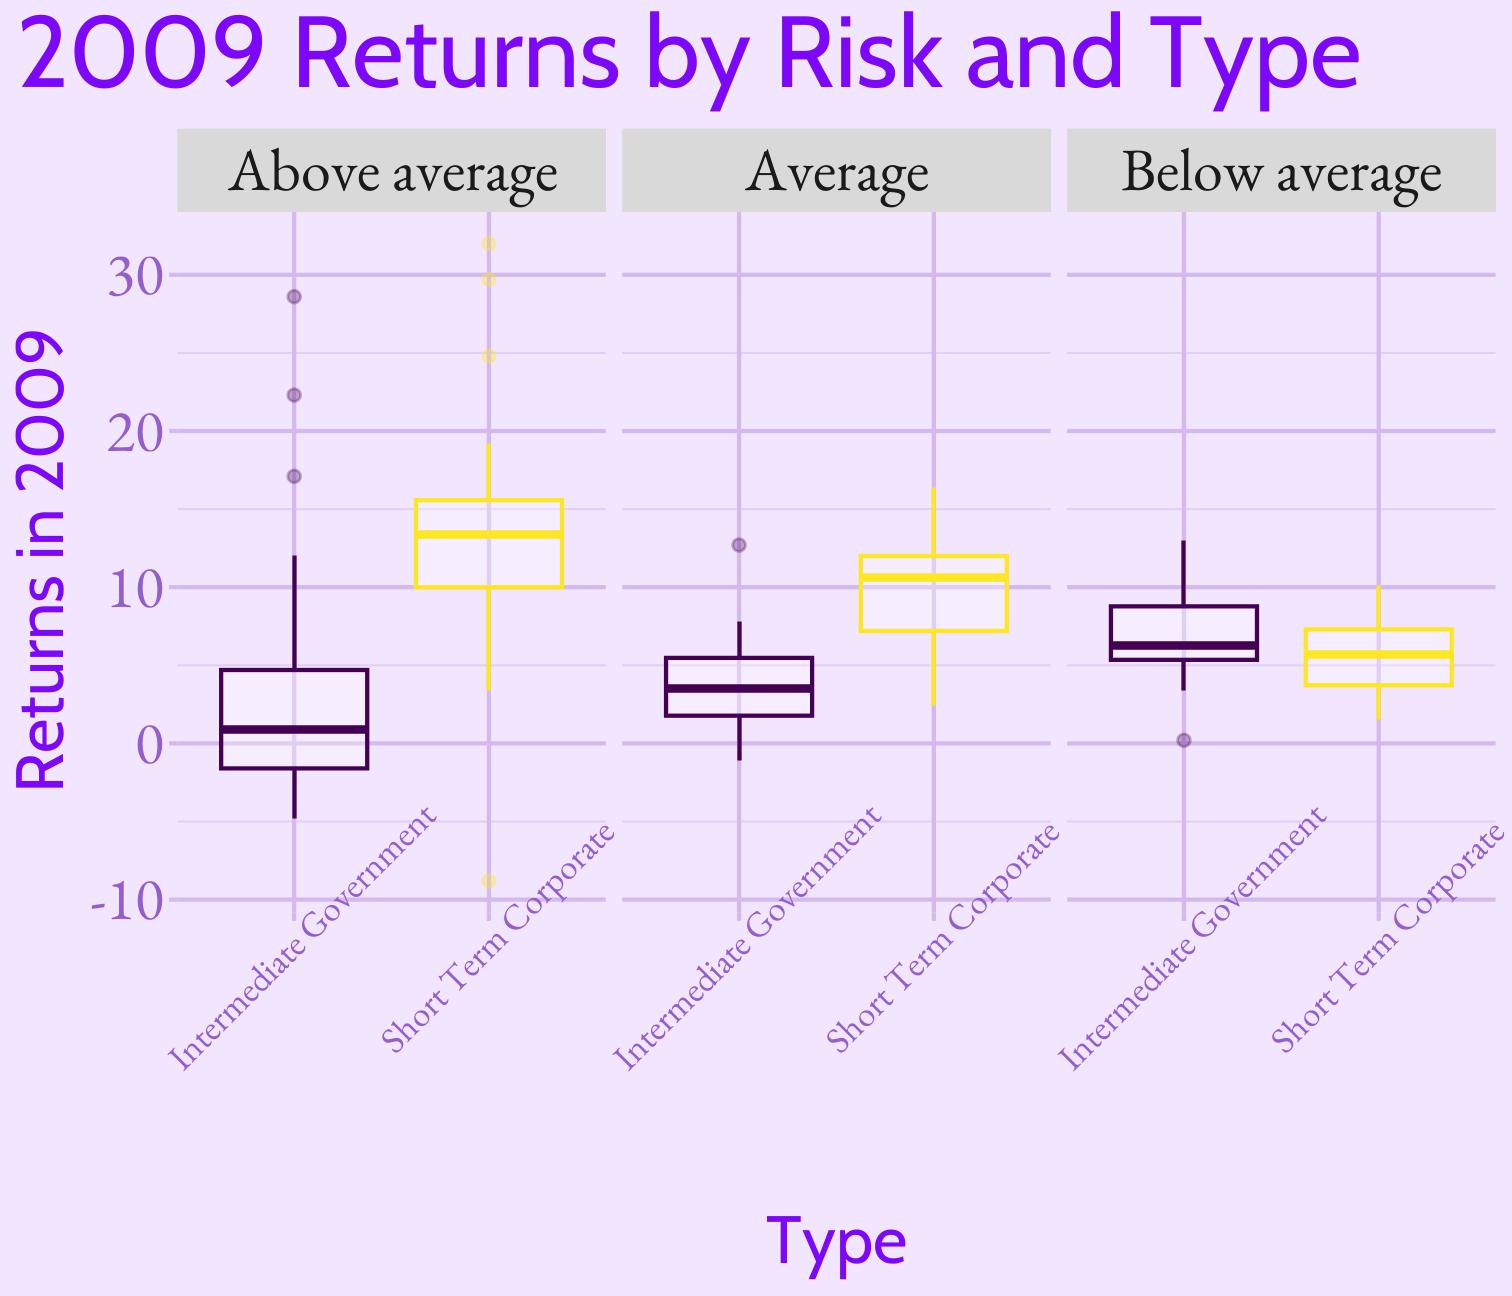 2009 Returns by Risk and Type
Above average
Average
Below average
Returns in 2009
30
20
10
0
-10
Intermediate Government
Short Term Corporate
Intermediate Government
Short Term Corporate
Intermediate Government
Short Term Corporate
Type